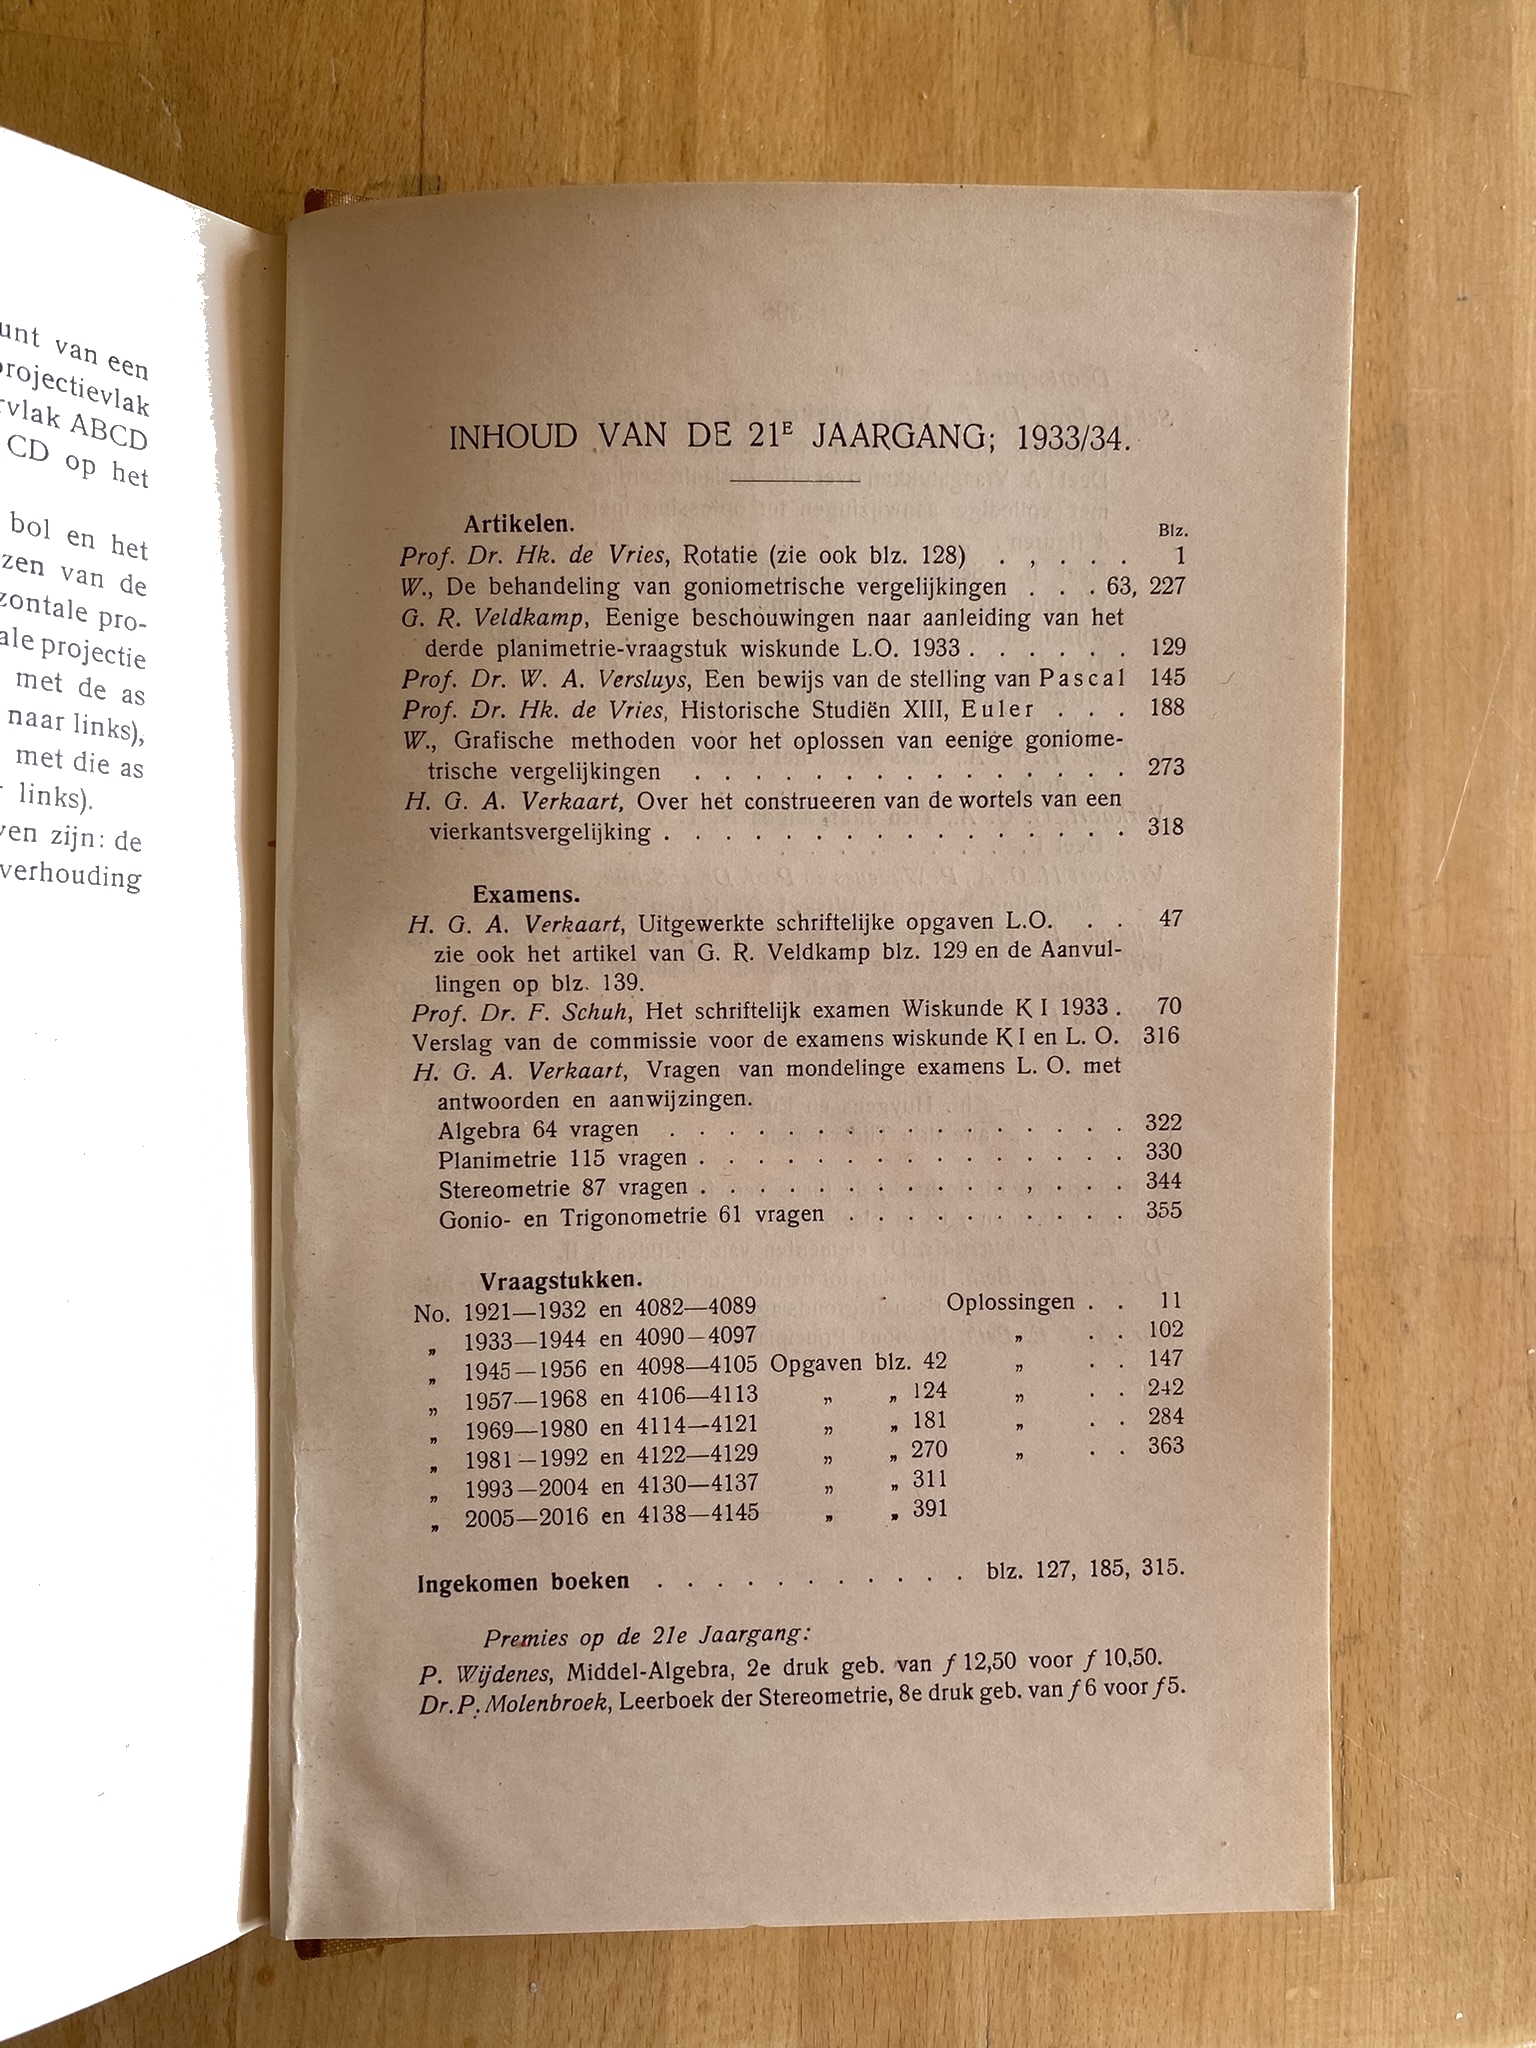 unt van een
projectievlak
rvlak ABCD
CD op het
bol en het
zen van de
zontale pro-
ale projectie
met de as
naar links),
met die as
links).
ven zijn: de
verhouding
INHOUD VAN DE 21E JAARGANG; 1933/34.
Artikelen.
Blz.
Prof. Dr. Hk. de Vries, Rotatie (zie ook blz. 128) . , . . . 1
W., De behandeling van goniometrische vergelijkingen . . . 63, 227
G. R. Veldkamp, Eenige beschouwingen naar aanleiding van het
derde planimetrie-vraagstuk wiskunde L.O. 1933 . . . . . . 129
Prof. Dr. W. A. Versluys, Een bewijs van de stelling van Pascal 145
Prof. Dr. Hk. de Vries, Historische Studiën XIII, Euler . . . 188
W., Grafische methoden voor het oplossen van eenige goniome-
trische vergelijkingen . . . . . . . . . . . . . . . 273
H. G. A. Verkaart, Over het construeeren van de wortels van een
vierkantsvergelijking . . . . . . . . . . . . . . . . 318
Examens.
H. G. A. Verkaart, Uitgewerkte schriftelijke opgaven L.O. . . 47
zie ook het artikel van G. R. Veldkamp blz. 129 en de Aanvul-
lingen op blz. 139.
Prof. Dr. F. Schuh, Het schriftelijk examen Wiskunde K I 1933 . 70
Verslag van de commissie voor de examens wiskunde K I en L. O. 316
H. G. A. Verkaart, Vragen van mondelinge examens L. O. met
antwoorden en aanwijzingen.
Algebra 64 vragen . . . . . . . . . . . . . . . . 322
Planimetrie 115 vragen . . . . . . . . . . . . . . . 330
Stereometrie 87 vragen . . . . . . . . . . . , . . . 344
Gonio- en Trigonometrie 61 vragen . . . . . . . . . . 355
Vraagstukken.
No. 1921—1932 en 4082—4089 Oplossingen . . 11
„ 1933—1944 en 4090—4097 „ . . 102
„ 1945—1956 en 4098—4105 Opgaven blz. 42 „ . . 147
„ 1957—1968 en 4106—4113 „ „ 124 „ . . 242
„ 1969—1980 en 4114—4121 „ „ 181 „ . . 284
„ 1981—1992 en 4122—4129 „ „ 270 „ . . 363
„ 1993—2004 en 4130—4137 „ „ 311
„ 2005—2016 en 4138—4145 „ „ 391
Ingekomen boeken . . . . . . . . . . . blz. 127, 185, 315.
Premies op de 21e Jaargang:
P. Wijdenes, Middel-Algebra, 2e druk geb. van ƒ 12,50 voor ƒ 10,50.
Dr. P. Molenbroek, Leerboek der Stereometrie, 8e druk geb. van ƒ 6 voor ƒ 5.